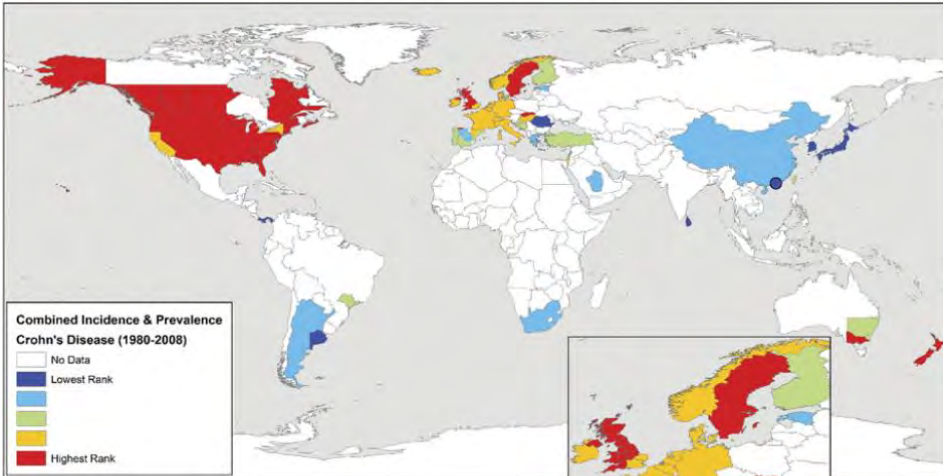 Combined Incidence & Prevalence
Crohn's Disease (1980-2008)
No Data
Lowest Rank
Highest Rank